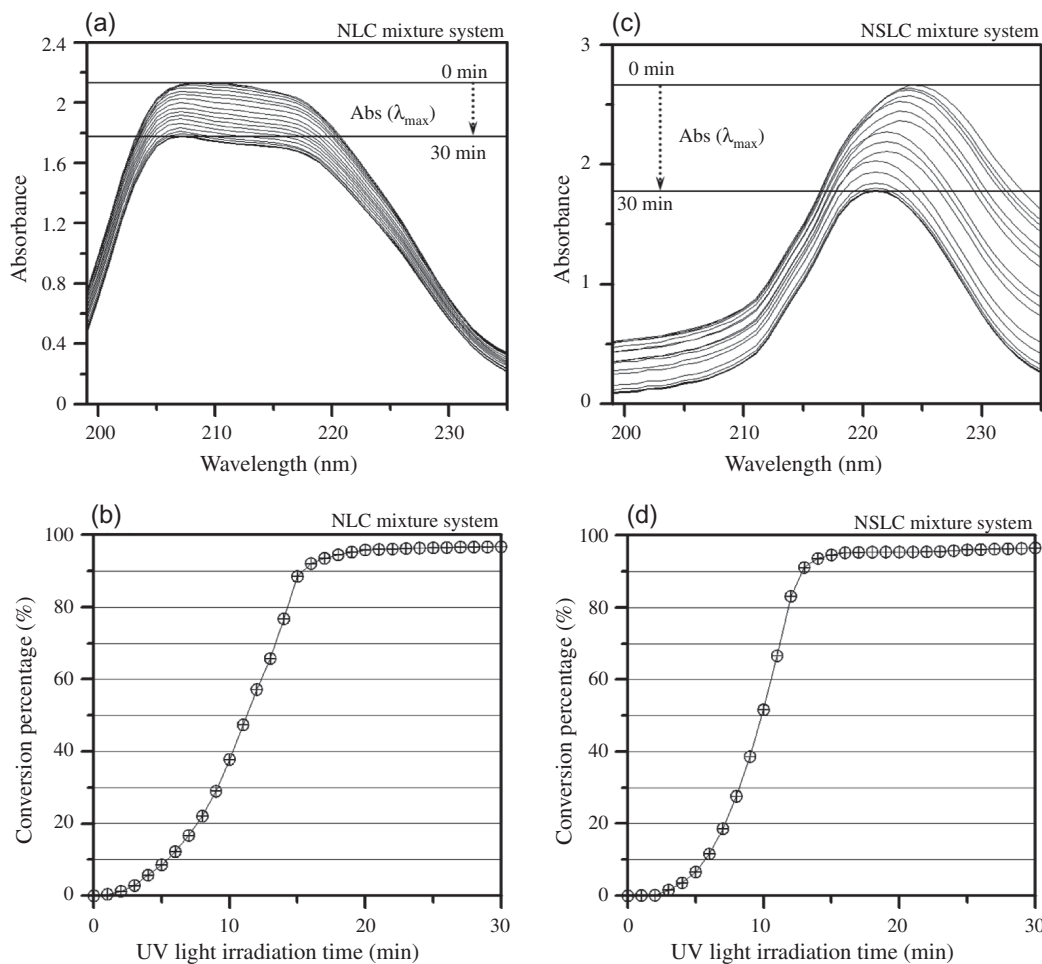 (a)
NLC mixture system
2.4
2
1.6
1.2
0.8
0.4
0
Absorbance
0 min
Abs (λmax)
30 min
200 210 220 230
Wavelength (nm)
(c)
NSLC mixture system
3
2
1
0
Absorbance
0 min
Abs (λmax)
30 min
200 210 220 230
Wavelength (nm)
(b)
NLC mixture system
100
80
60
40
20
0
Conversion percentage (%)
0 10 20 30
UV light irradiation time (min)
(d)
NSLC mixture system
100
80
60
40
20
0
Conversion percentage (%)
0 10 20 30
UV light irradiation time (min)